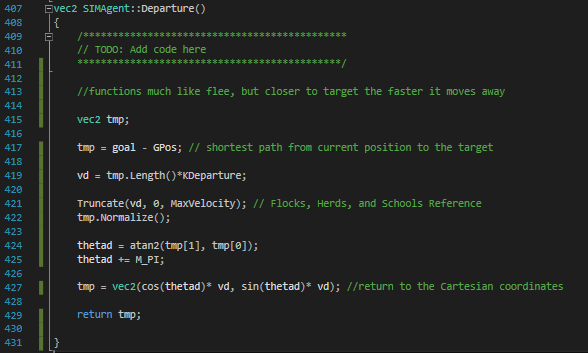 407 vec2 SIMAgent::Departure()
408 {
409 /*********************************************
410 // TODO: Add code here
411 *********************************************/
412
413 //functions much like flee, but closer to target the faster it moves away
414
415 vec2 tmp;
416
417 tmp = goal - GPos; // shortest path from current position to the target
418
419 vd = tmp.Length()*KDeparture;
420
421 Truncate(vd, 0, MaxVelocity); // Flocks, Herds, and Schools Reference
422 tmp.Normalize();
423
424 thetad = atan2(tmp[1], tmp[0]);
425 thetad += M_PI;
426
427 tmp = vec2(cos(thetad)* vd, sin(thetad)* vd); //return to the Cartesian coordinates
428
429 return tmp;
430
431 }